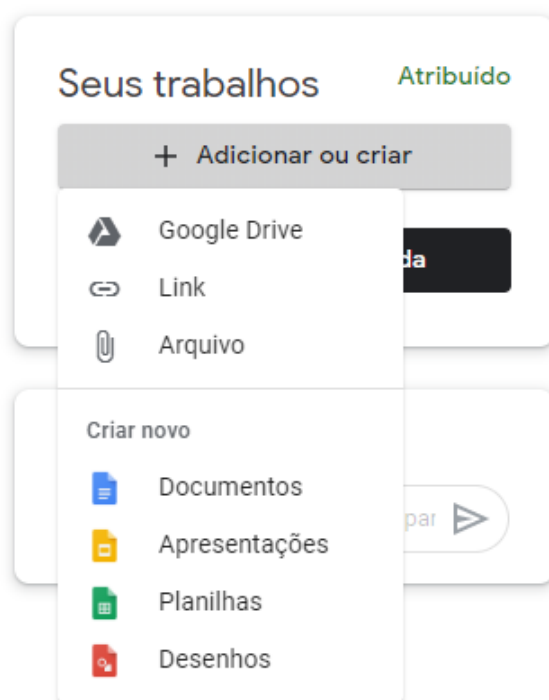 Seus trabalhos
Atribuído
+ Adicionar ou criar
Google Drive
Link
Arquivo
Criar novo
Documentos
Apresentações
Planilhas
Desenhos